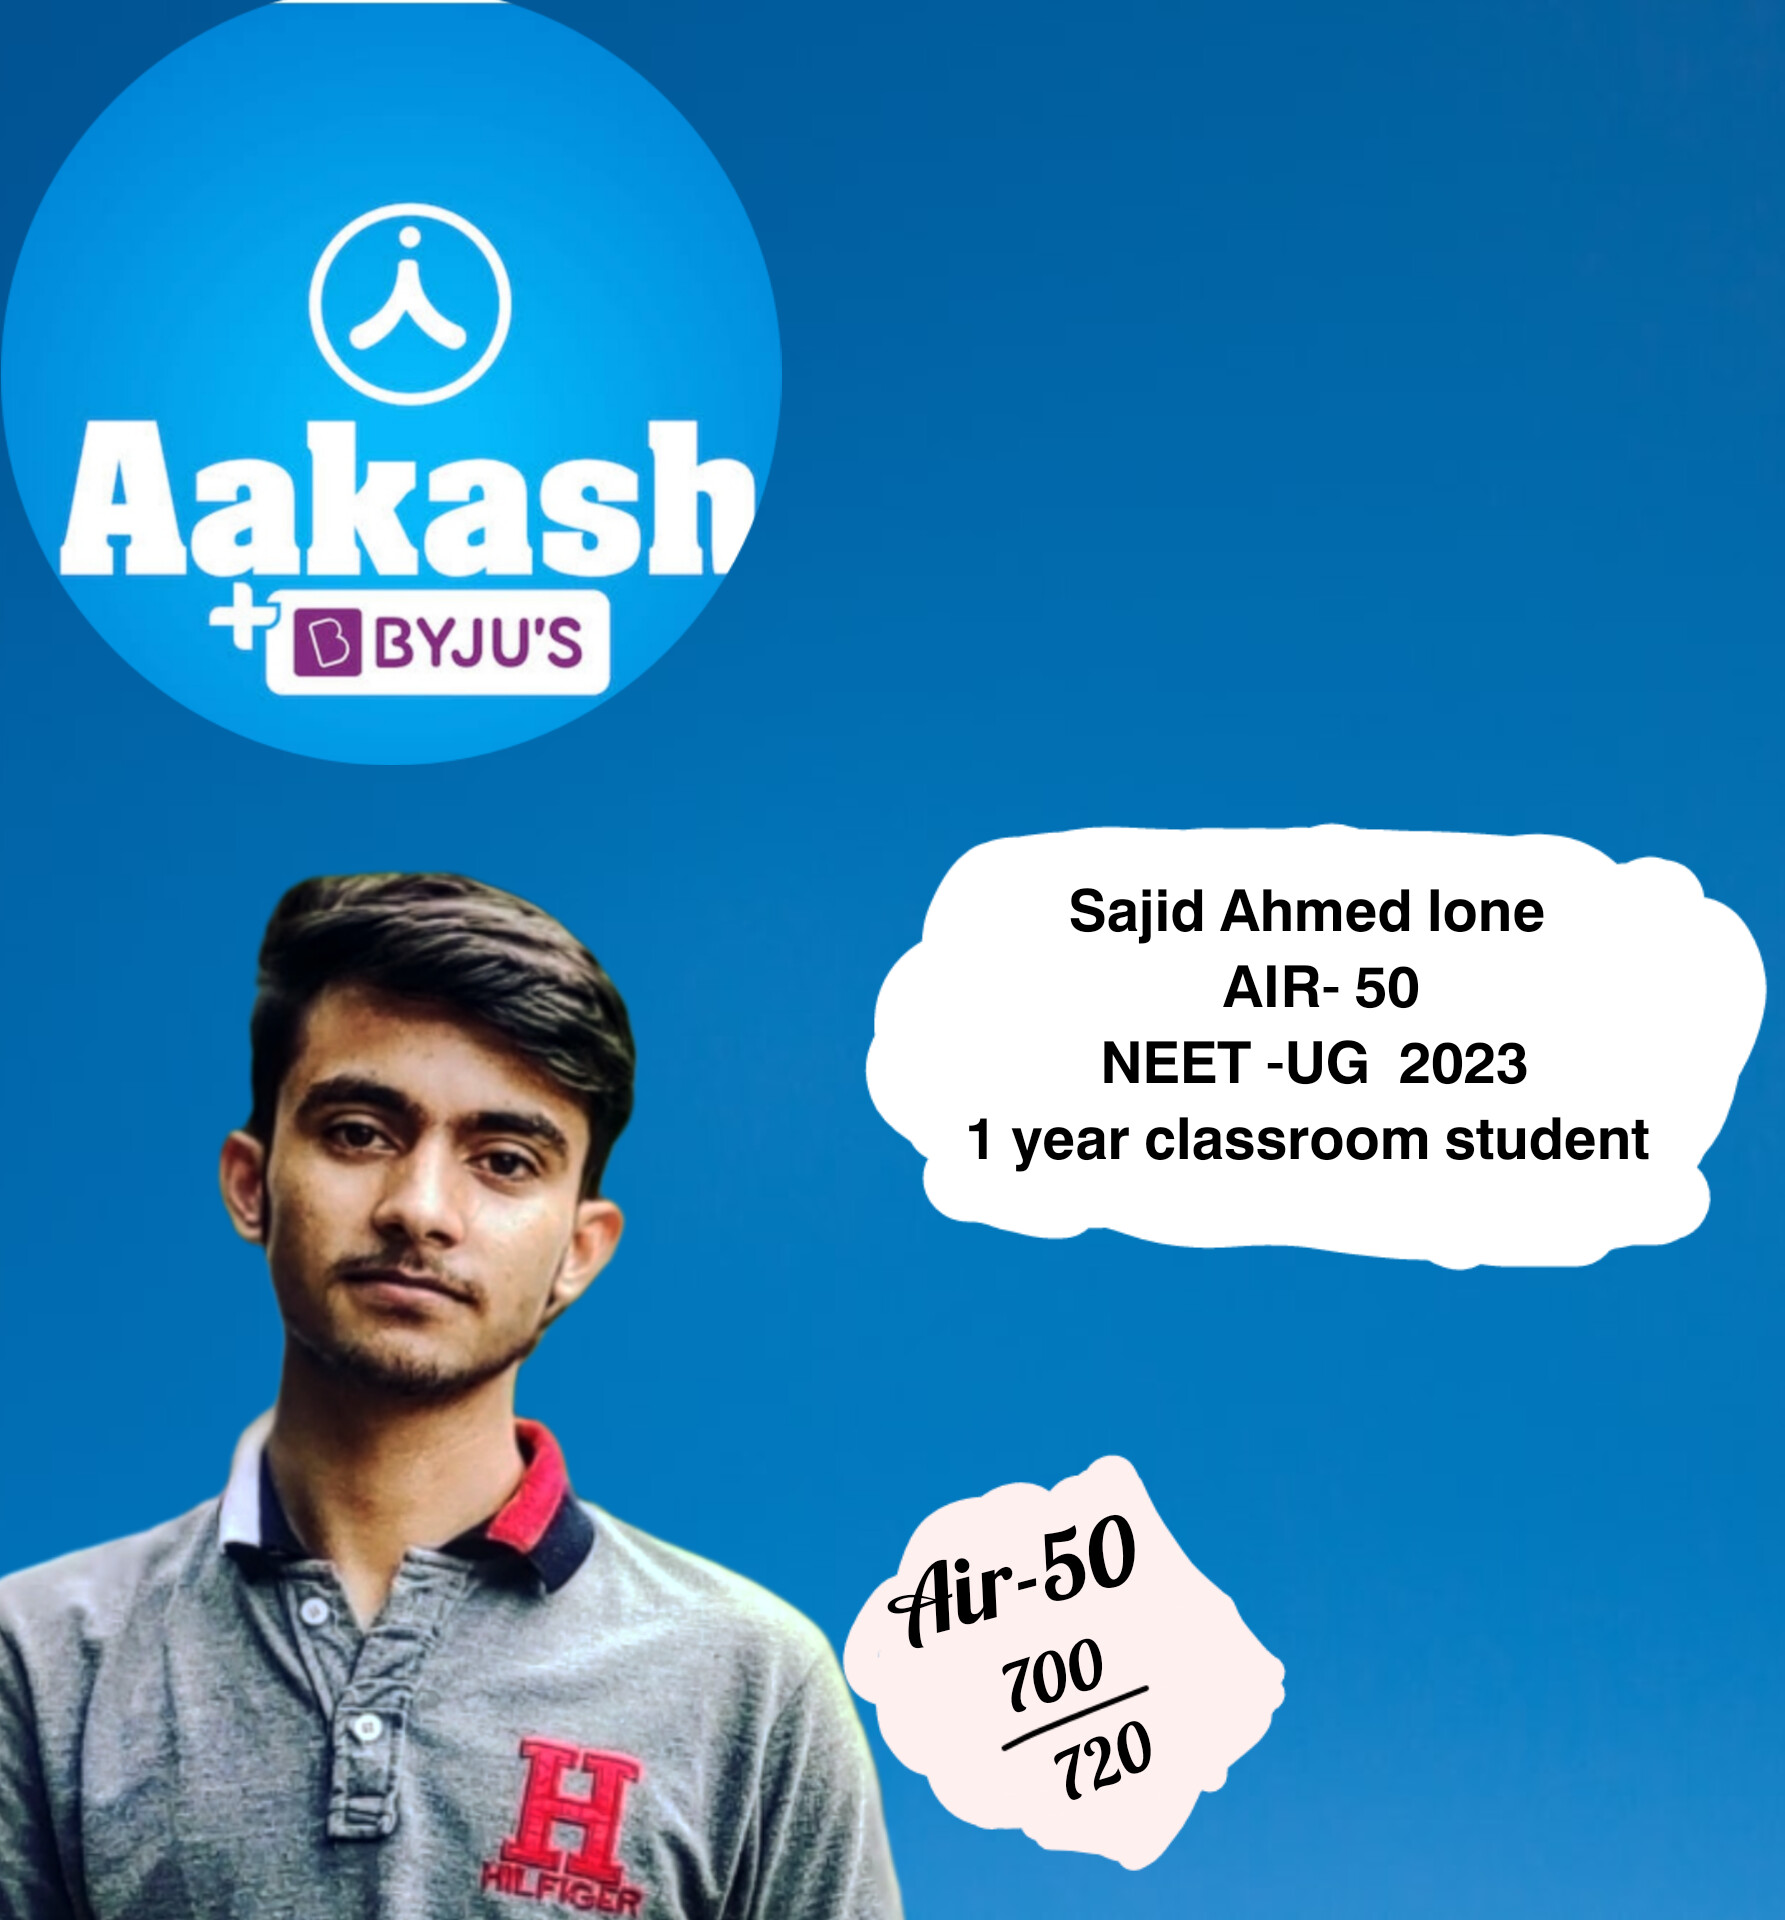 Aakash
+ BYJU'S
Sajid Ahmed lone
AIR- 50
NEET -UG  2023
1 year classroom student
Air-50
700
720
H
HILFIGER